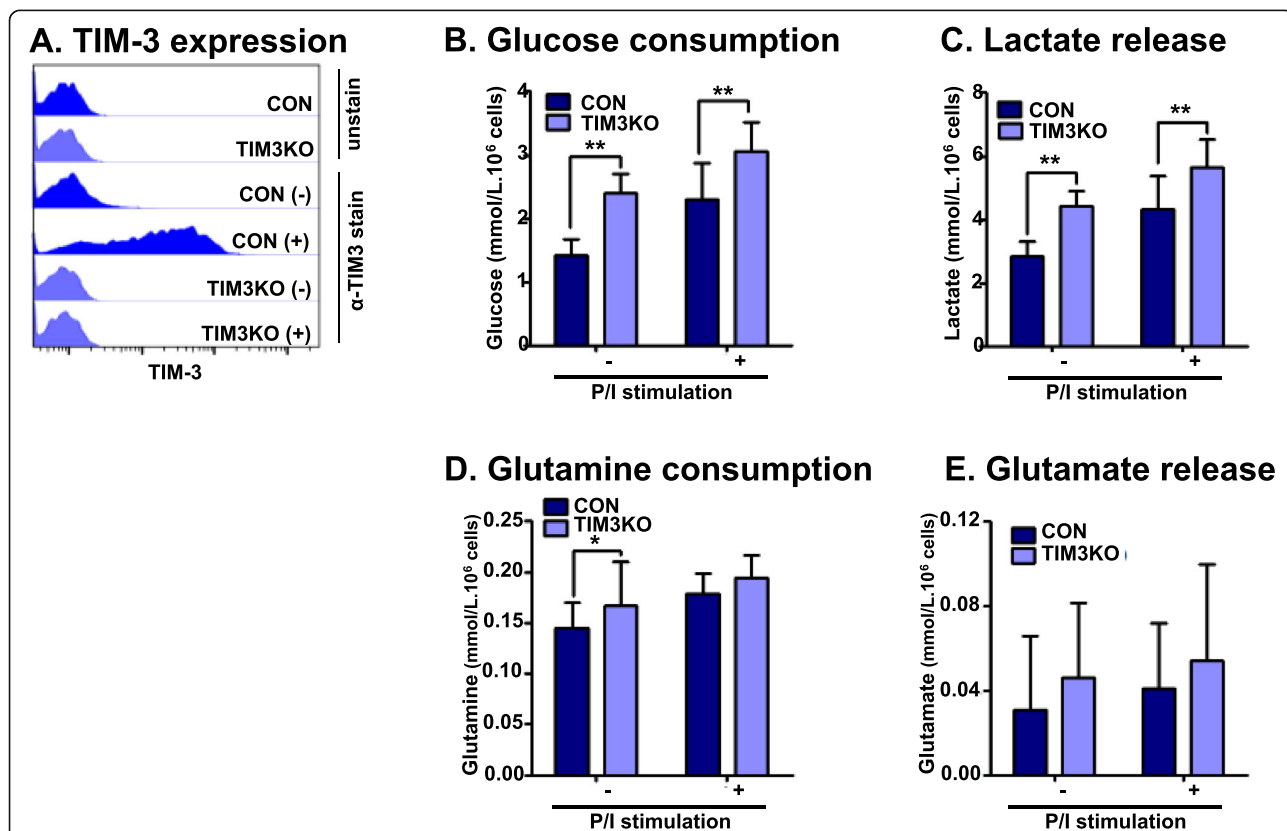 A. TIM-3 expression
CON
TIM3KO
CON (-)
CON (+)
TIM3KO (-)
TIM3KO (+)
unstain
α-TIM3 stain
TIM-3
B. Glucose consumption
CON
TIM3KO
Glucose (mmol/L.10⁶ cells)
4
3
2
1
0
**
**
-
+
P/I stimulation
C. Lactate release
CON
TIM3KO
Lactate (mmol/L.10⁶ cells)
8
6
4
2
0
**
**
-
+
P/I stimulation
D. Glutamine consumption
CON
TIM3KO
Glutamine (mmol/L.10⁶ cells)
0.25
0.20
0.15
0.10
0.05
0.00
*
-
+
P/I stimulation
E. Glutamate release
CON
TIM3KO
Glutamate (mmol/L.10⁶ cells)
0.12
0.08
0.04
0.00
-
+
P/I stimulation